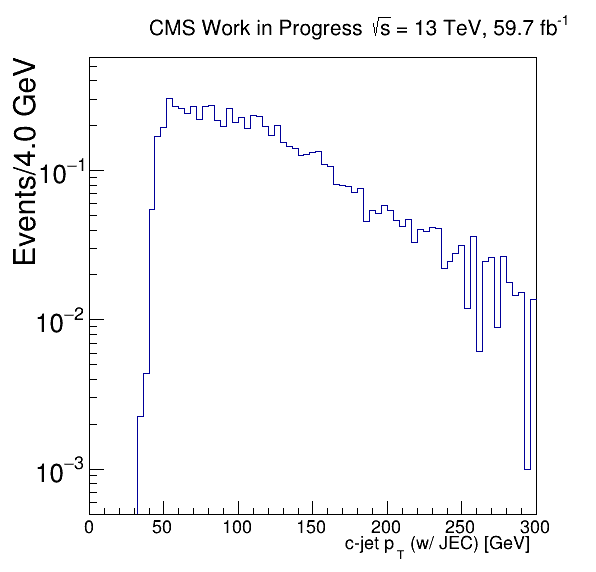 CMS Work in Progress √s = 13 TeV, 59.7 fb⁻¹
Events/4.0 GeV
10⁻¹
10⁻²
10⁻³
0 50 100 150 200 250 300
c-jet p_T (w/ JEC) [GeV]